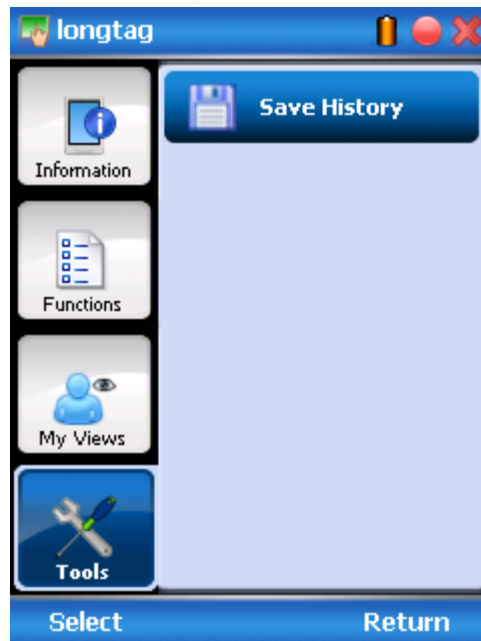 longtag
Save History
Information
Functions
My Views
Tools
Select
Return